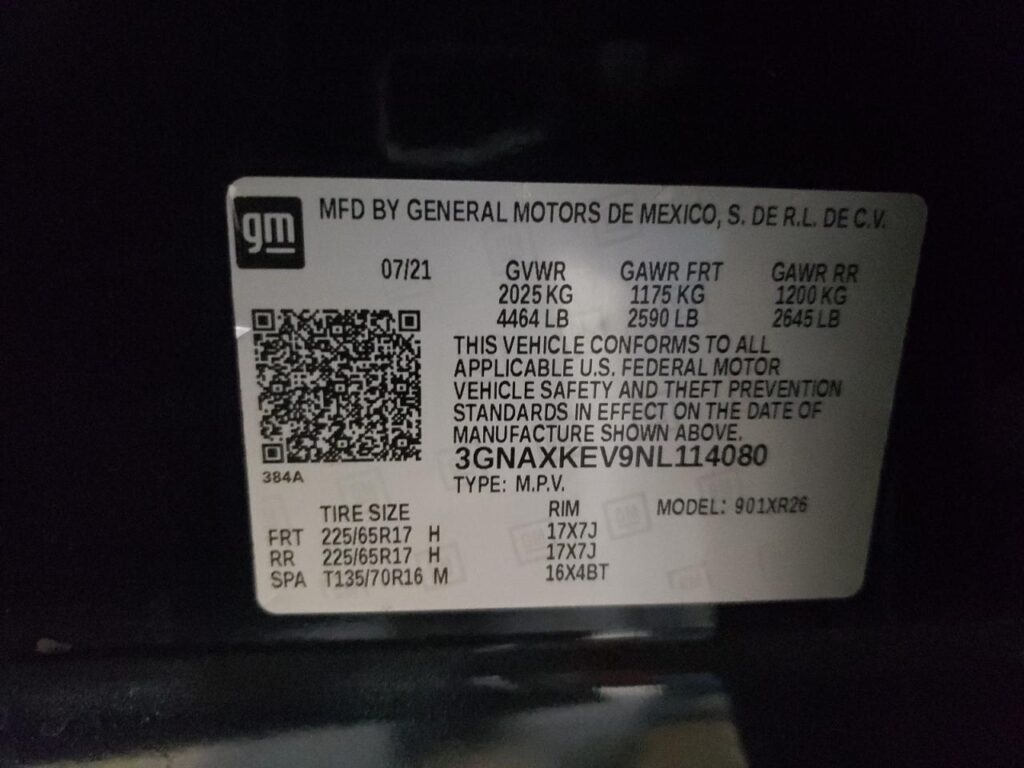 gm
MFD BY GENERAL MOTORS DE MEXICO, S. DE R.L. DE C.V.
07/21 GVWR GAWR FRT GAWR RR
2025 KG 1175 KG 1200 KG
4464 LB 2590 LB 2645 LB
THIS VEHICLE CONFORMS TO ALL
APPLICABLE U.S. FEDERAL MOTOR
VEHICLE SAFETY AND THEFT PREVENTION
STANDARDS IN EFFECT ON THE DATE OF
MANUFACTURE SHOWN ABOVE.
3GNAXKEV9NL114080
384A
TYPE: M.P.V.
TIRE SIZE RIM MODEL: 901XR26
FRT 225/65R17 H 17X7J
RR 225/65R17 H 17X7J
SPA T135/70R16 M 16X4BT